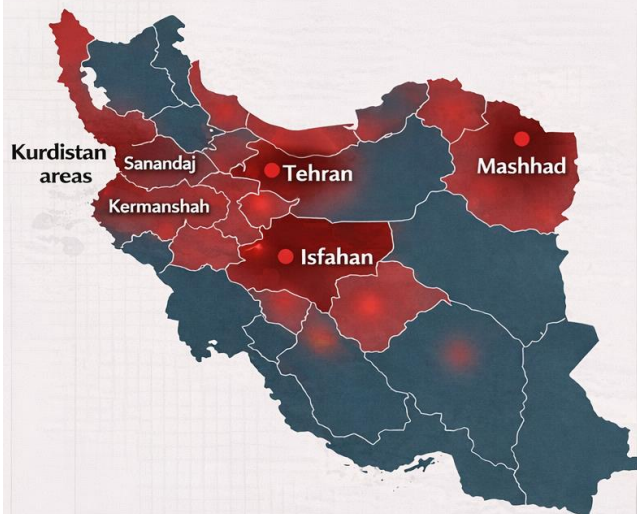 Kurdistan
areas
Sanandaj
Kermanshah
Tehran
Mashhad
Isfahan